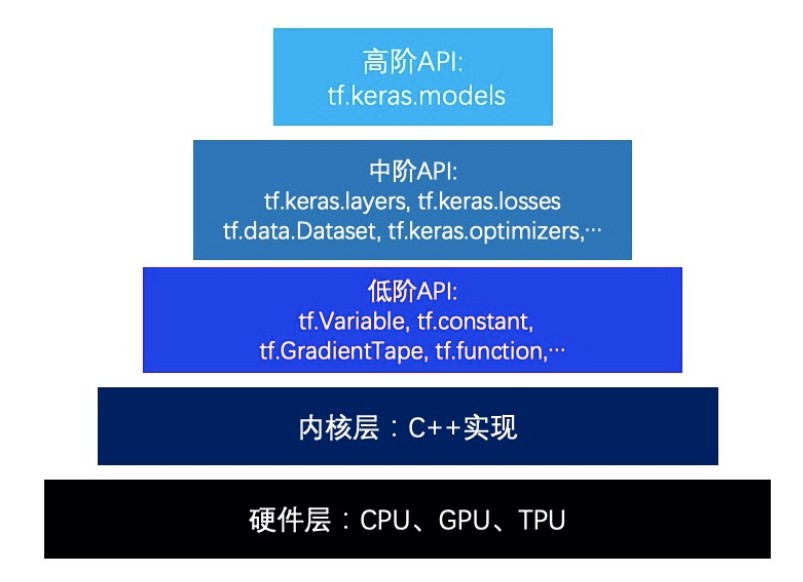 高阶API:
tf.keras.models
中阶API:
tf.keras.layers, tf.keras.losses
tf.data.Dataset, tf.keras.optimizers,…
低阶API:
tf.Variable, tf.constant,
tf.GradientTape, tf.function,…
内核层：C++实现
硬件层：CPU、GPU、TPU